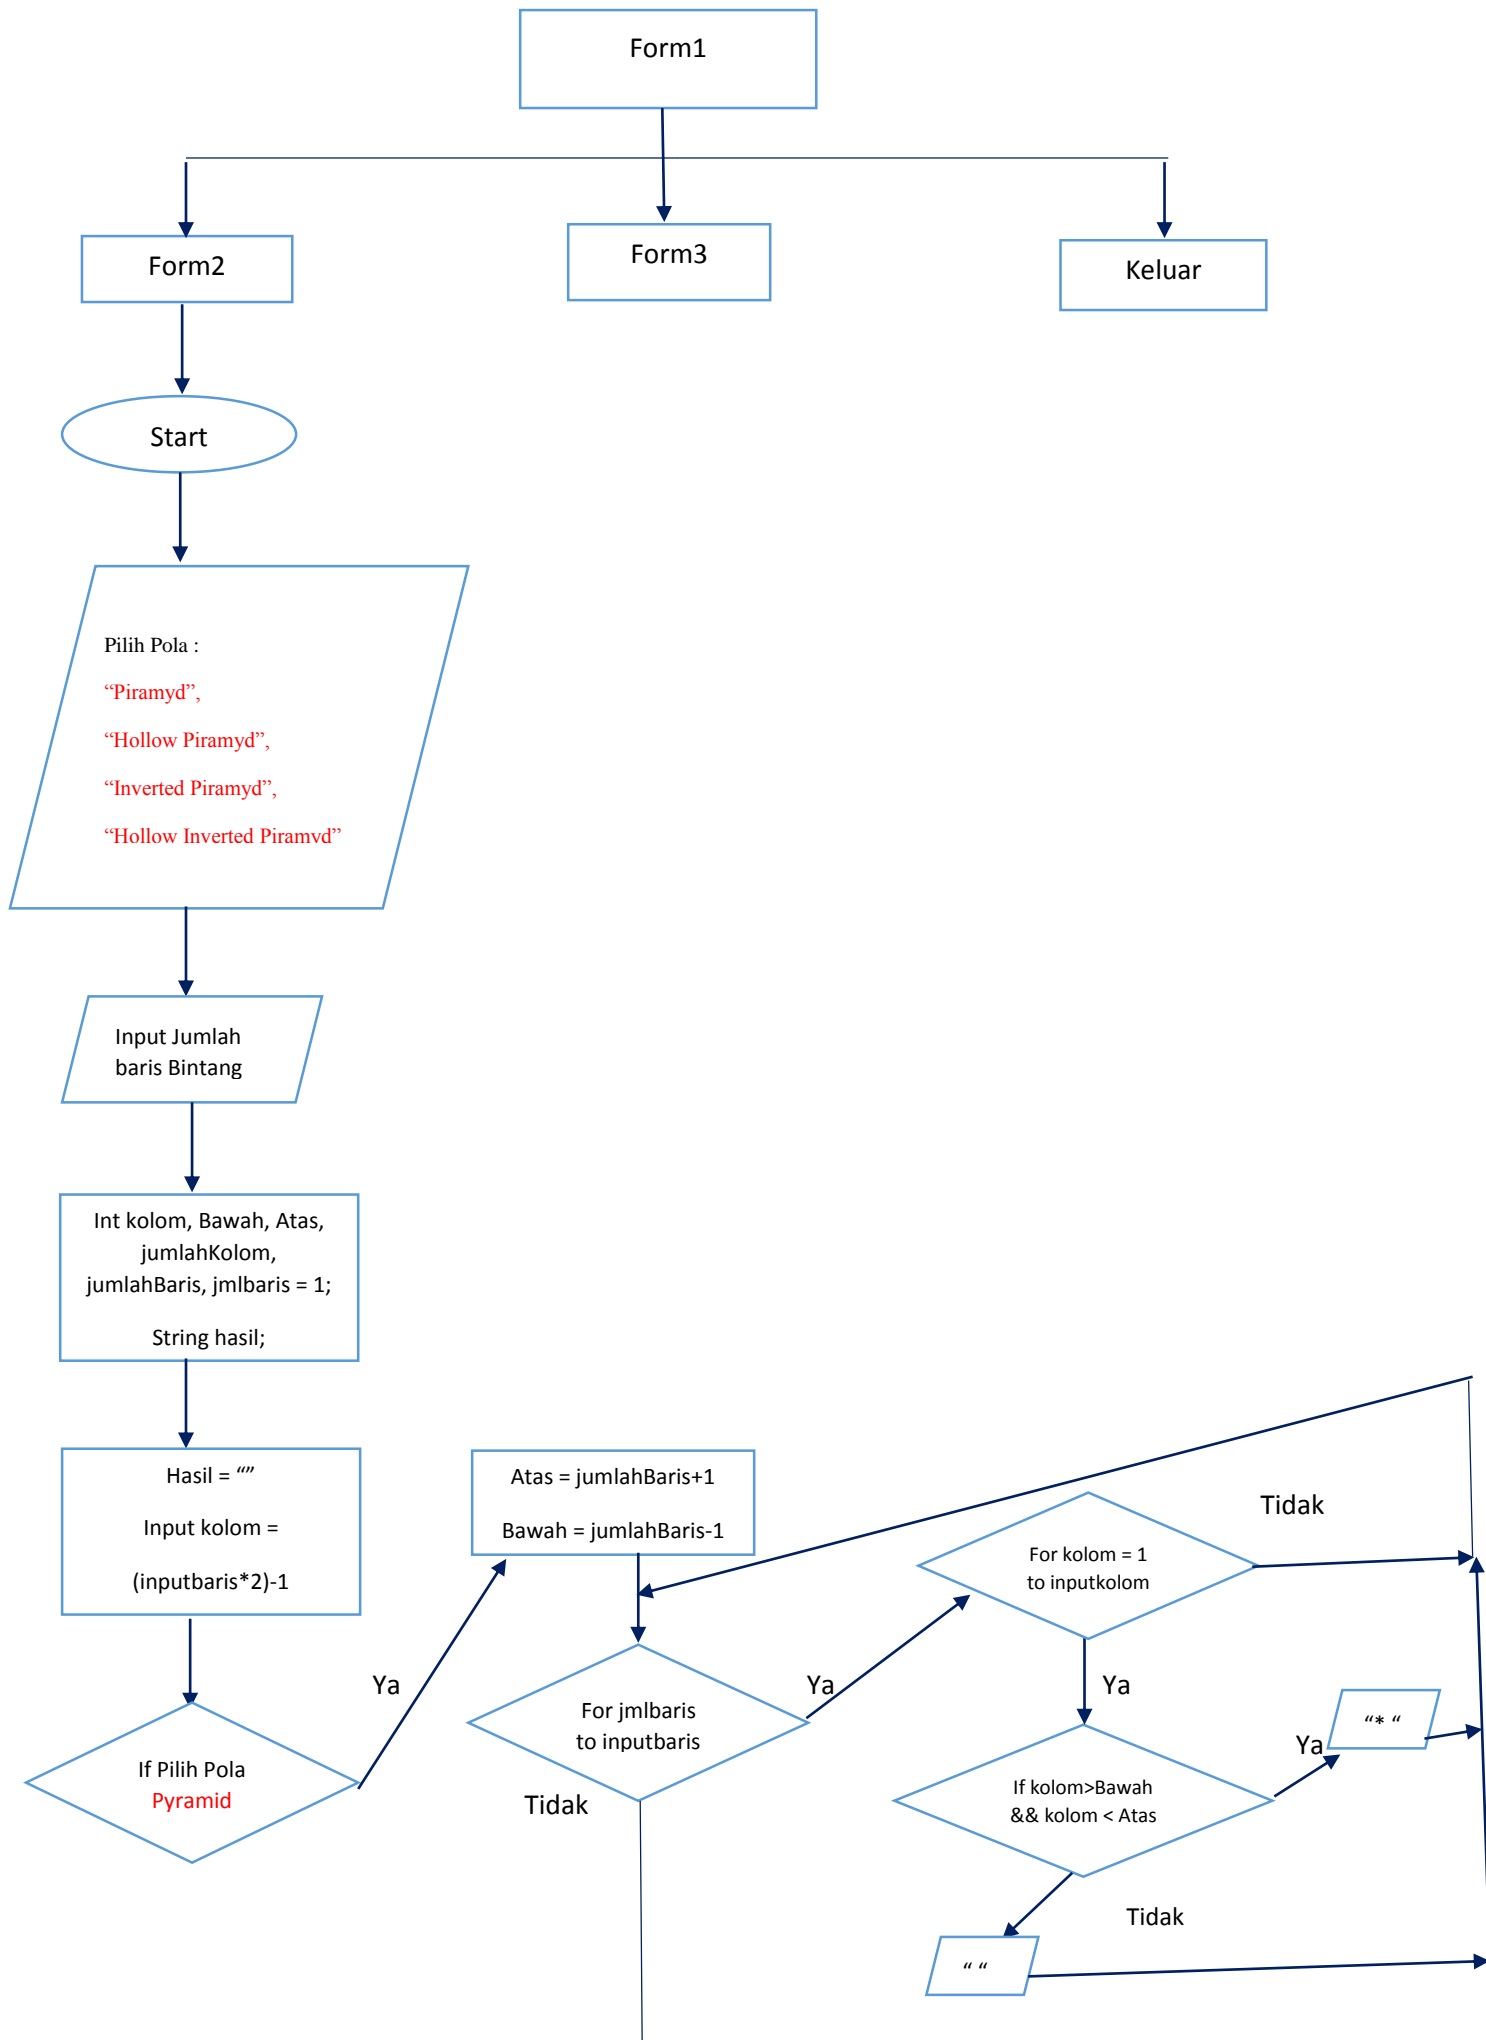 Form1
Form2
Form3
Keluar
Start
Pilih Pola :
“Piramyd”,
“Hollow Piramyd”,
“Inverted Piramyd”,
“Hollow Inverted Piramyd”
Input Jumlah
baris Bintang
Int kolom, Bawah, Atas,
jumlahKolom,
jumlahBaris, jmlbaris = 1;
String hasil;
Hasil = “”
Input kolom =
(inputbaris*2)-1
If Pilih Pola
Pyramid
Ya
Atas = jumlahBaris+1
Bawah = jumlahBaris-1
For jmlbaris
to inputbaris
Tidak
Ya
For kolom = 1
to inputkolom
Tidak
Ya
If kolom>Bawah
&& kolom < Atas
Ya
“* “
Tidak
“ “